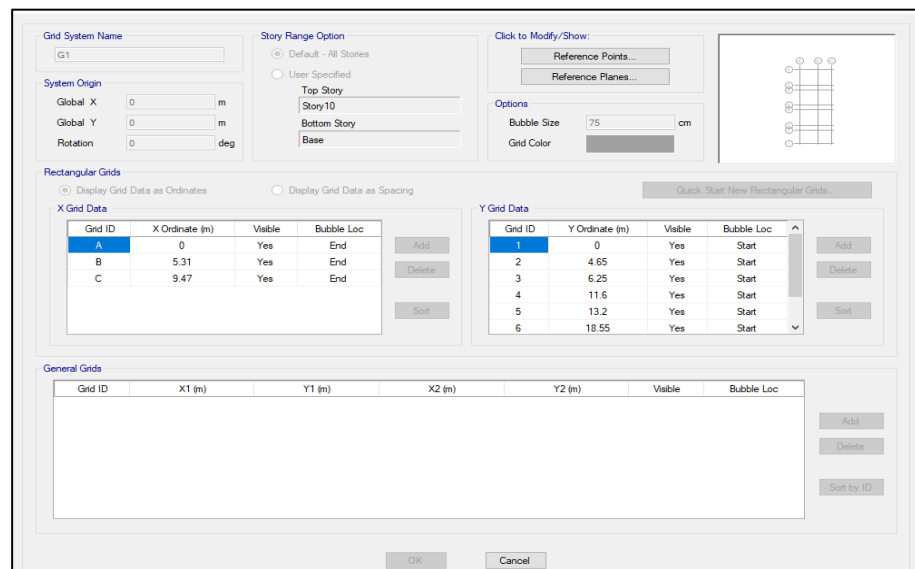 Grid System Name
G1
System Origin
Global X 0 m
Global Y 0 m
Rotation 0 deg
Story Range Option
Default - All Stories
User Specified
Top Story
Story10
Bottom Story
Base
Click to Modify/Show:
Reference Points...
Reference Planes...
Options
Bubble Size 75 cm
Grid Color
Rectangular Grids
Display Grid Data as Ordinates Display Grid Data as Spacing Quick Start New Rectangular Grids...
X Grid Data
Grid ID X Ordinate (m) Visible Bubble Loc
A 0 Yes End
B 5.31 Yes End
C 9.47 Yes End
Add
Delete
Sort
Y Grid Data
Grid ID Y Ordinate (m) Visible Bubble Loc
1 0 Yes Start
2 4.65 Yes Start
3 6.25 Yes Start
4 11.6 Yes Start
5 13.2 Yes Start
6 18.55 Yes Start
Add
Delete
Sort
General Grids
Grid ID X1 (m) Y1 (m) X2 (m) Y2 (m) Visible Bubble Loc
Add
Delete
Sort by ID
OK Cancel